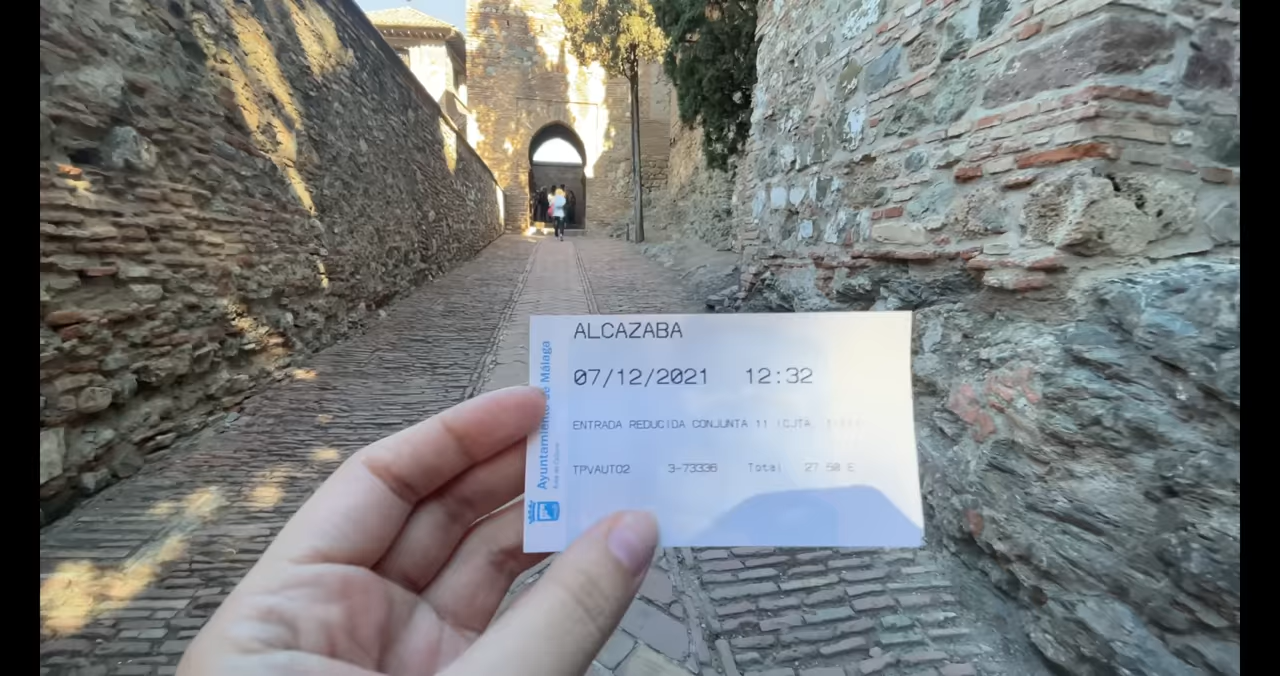 ALCAZABA
07/12/2021 12:32
ENTRADA REDUCIDA CONJUNTA 11 (CJTA.
TPVAUTO2 3-73336 Total 27.50 E
Ayuntamiento de Málaga